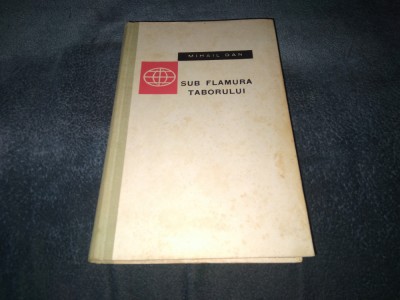 MIHAIL DAN
SUB FLAMURA
TABORULUI